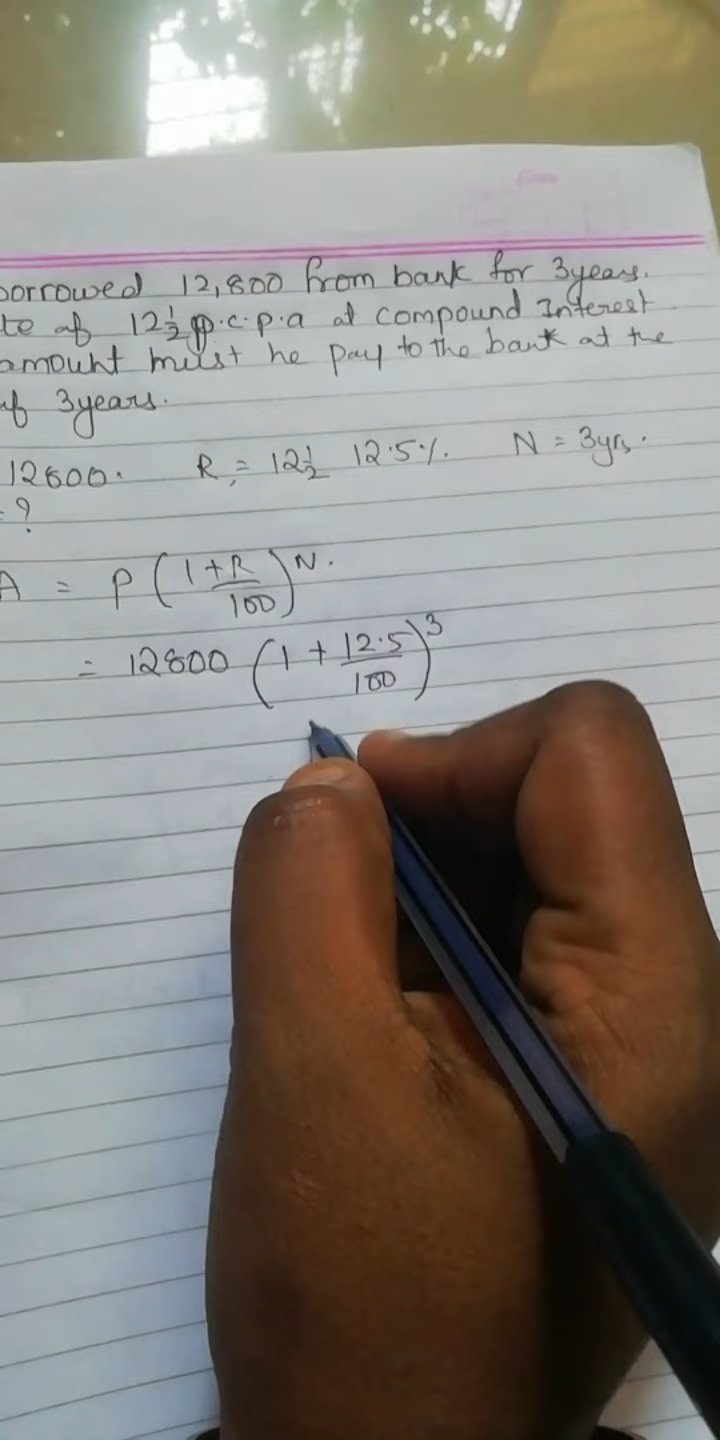 borrowed 12,800 from bank for 3years.
te of 12½ p.c.p.a at compound Interest
amount must he pay to the bank at the
of 3years.
12800. R = 12½ 12.5%. N = 3yrs.
= ?
A = P (1+R/100)^N.
= 12800 (1 + 12.5/100)^3